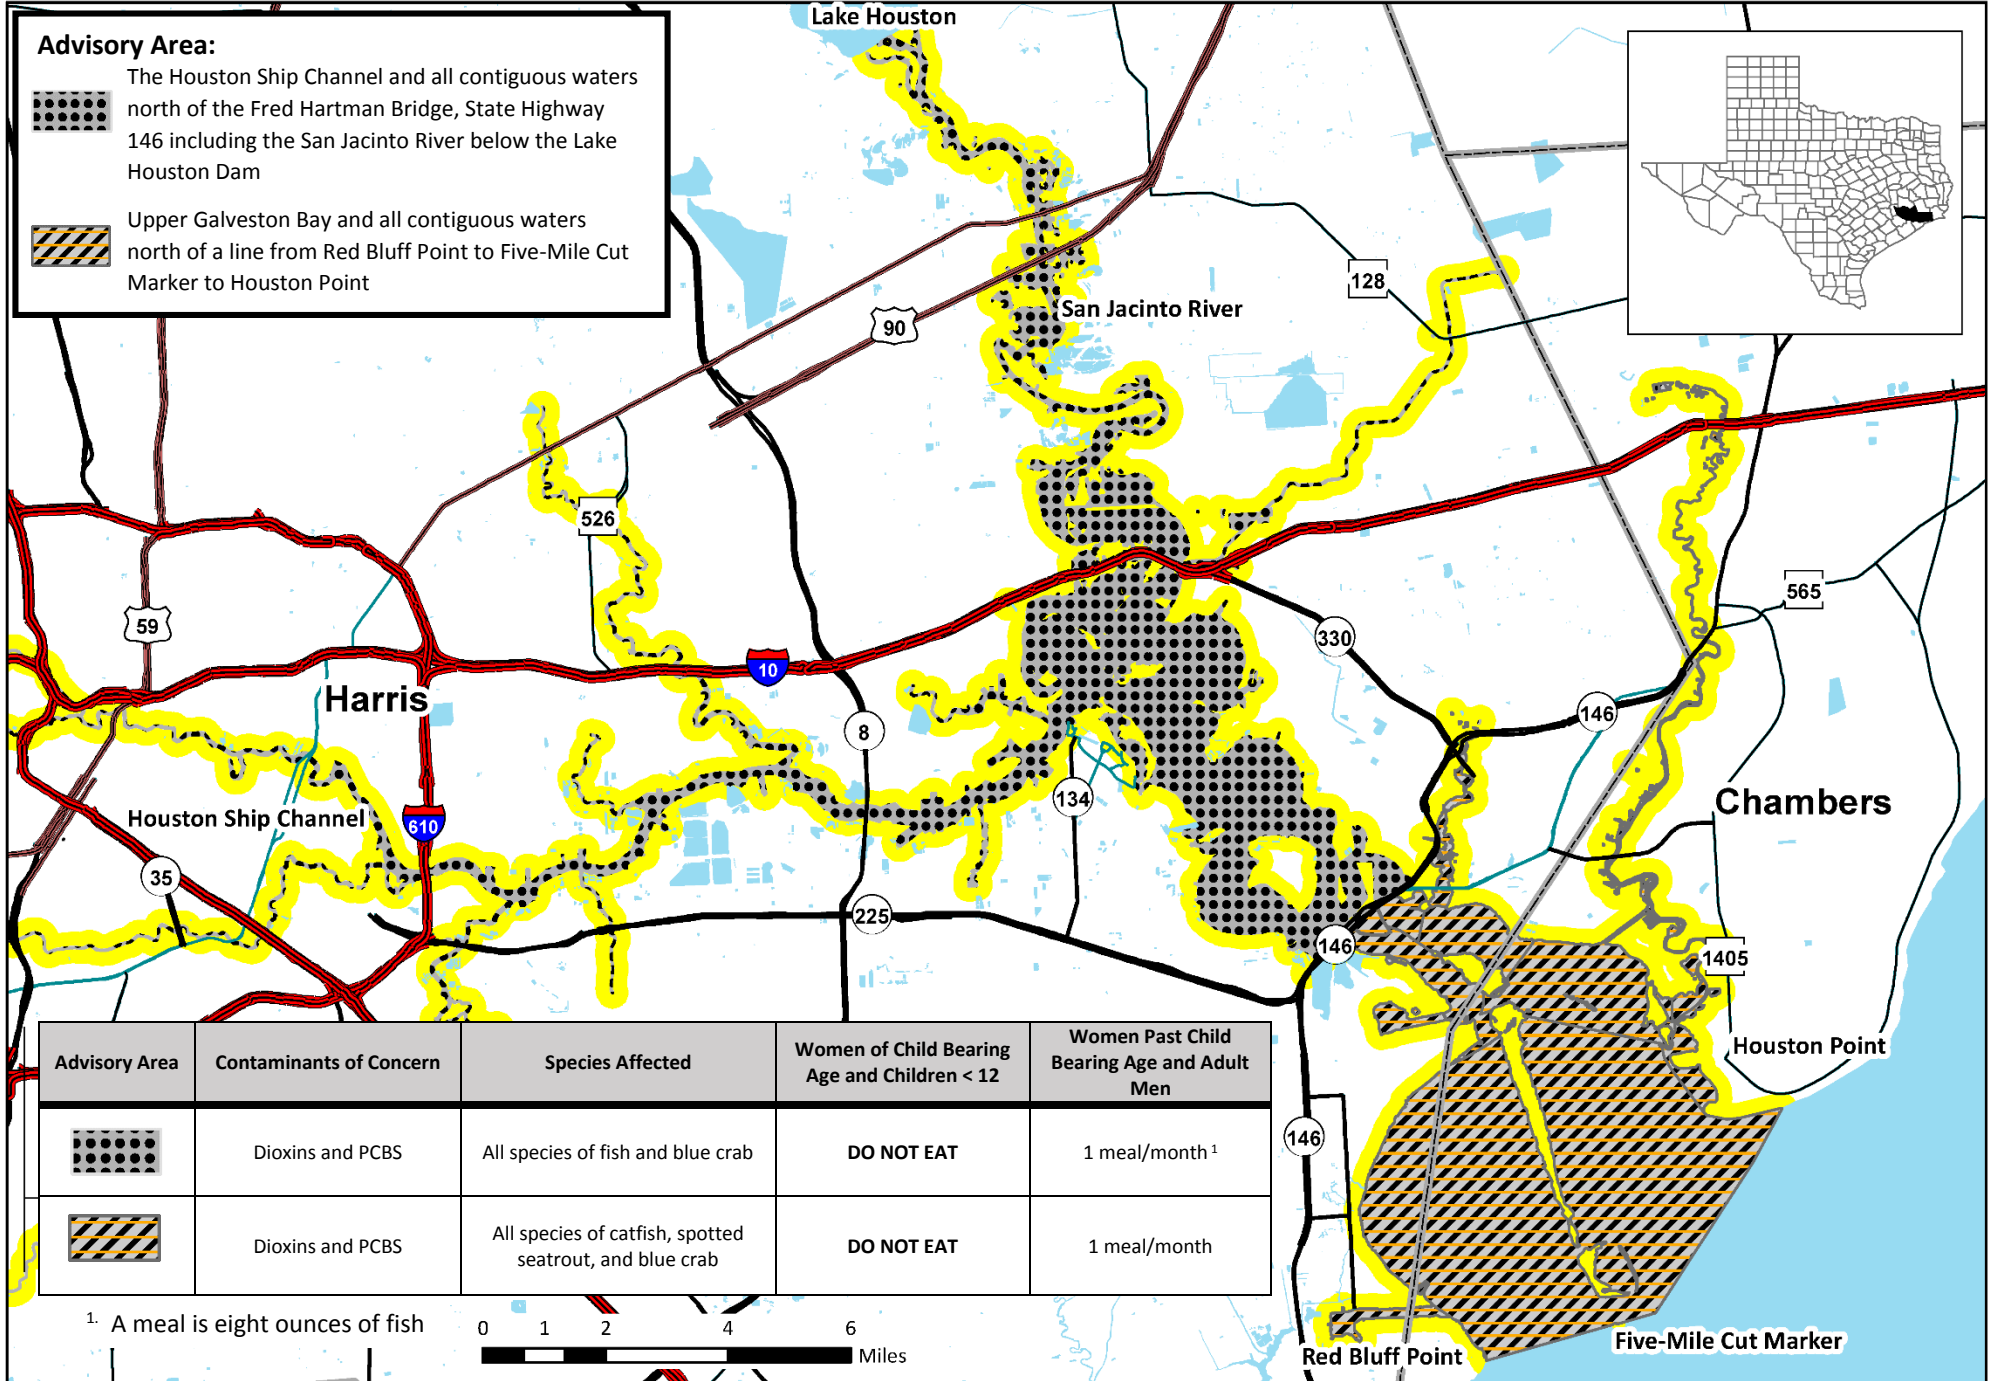 Lake Houston
Advisory Area:
The Houston Ship Channel and all contiguous waters
north of the Fred Hartman Bridge, State Highway
146 including the San Jacinto River below the Lake
Houston Dam
Upper Galveston Bay and all contiguous waters
north of a line from Red Bluff Point to Five-Mile Cut
Marker to Houston Point
128
San Jacinto River
90
526
565
59
330
10
Harris
146
8
134
Chambers
Houston Ship Channel
610
35
225
146
1405
Houston Point
146
Advisory Area
Contaminants of Concern
Species Affected
Women of Child Bearing
Age and Children < 12
Women Past Child
Bearing Age and Adult
Men
Dioxins and PCBS
All species of fish and blue crab
DO NOT EAT
1 meal/month 1
Dioxins and PCBS
All species of catfish, spotted
seatrout, and blue crab
DO NOT EAT
1 meal/month
1. A meal is eight ounces of fish
0 1 2 4 6
Miles
Five-Mile Cut Marker
Red Bluff Point